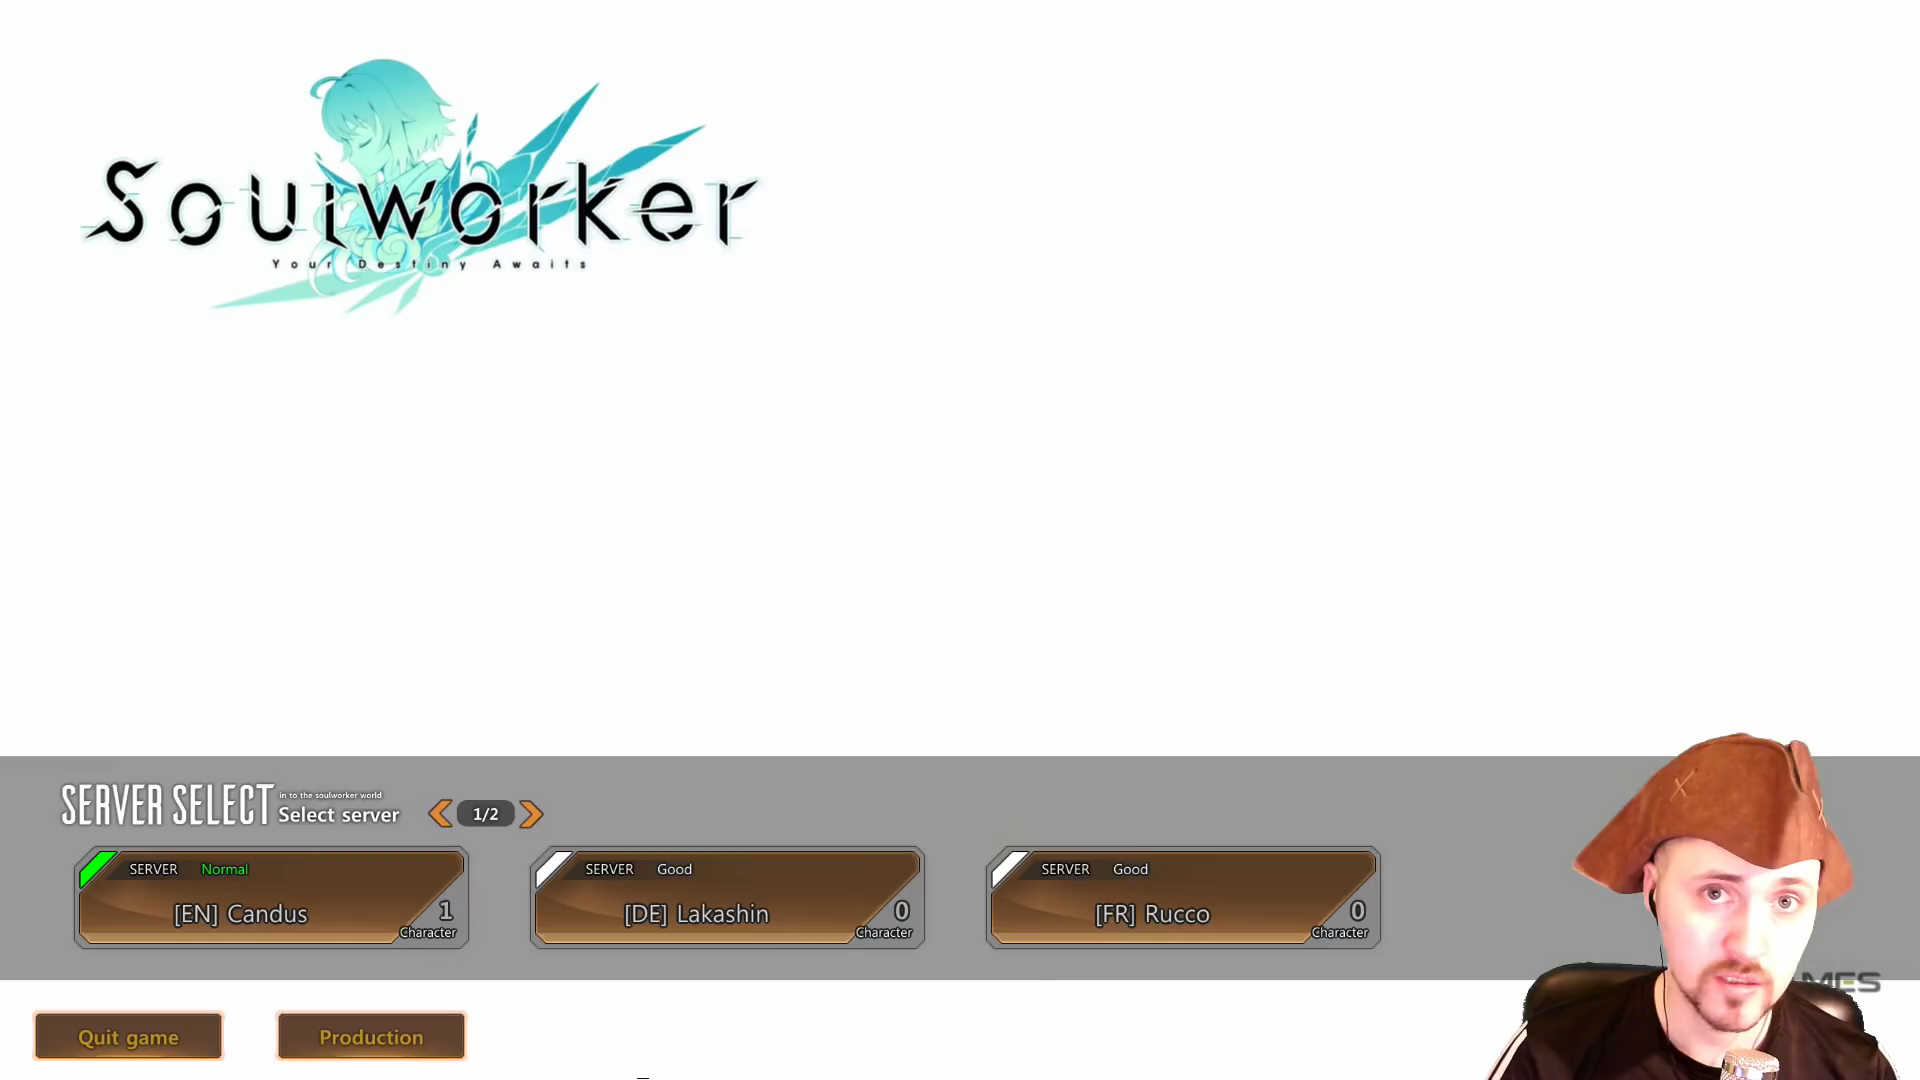 Soulworker
Your Destiny Awaits
SERVER SELECT
in to the soulworker world
Select server
1/2
SERVER Normal
[EN] Candus
1
Character
SERVER Good
[DE] Lakashin
0
Character
SERVER Good
[FR] Rucco
0
Character
MES
Quit game
Production